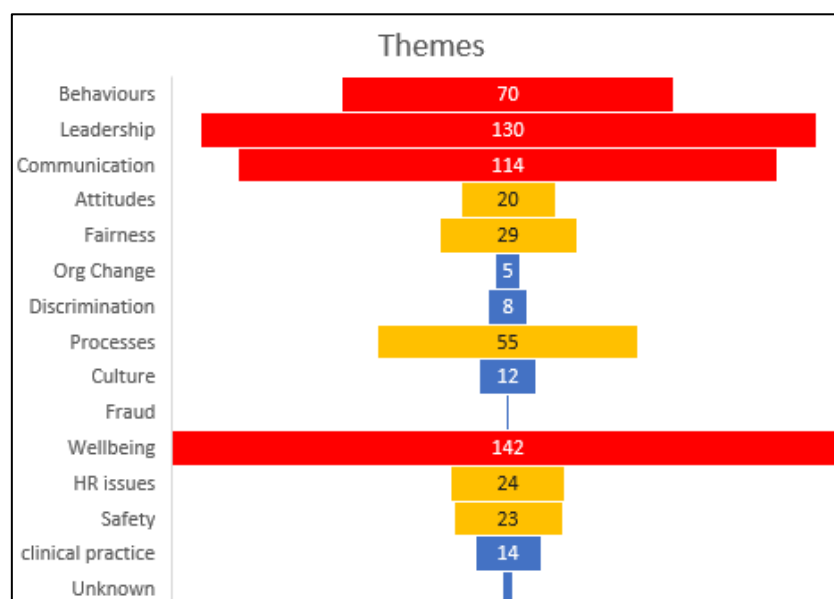 Themes
Behaviours 70
Leadership 130
Communication 114
Attitudes 20
Fairness 29
Org Change 5
Discrimination 8
Processes 55
Culture 12
Fraud
Wellbeing 142
HR issues 24
Safety 23
clinical practice 14
Unknown